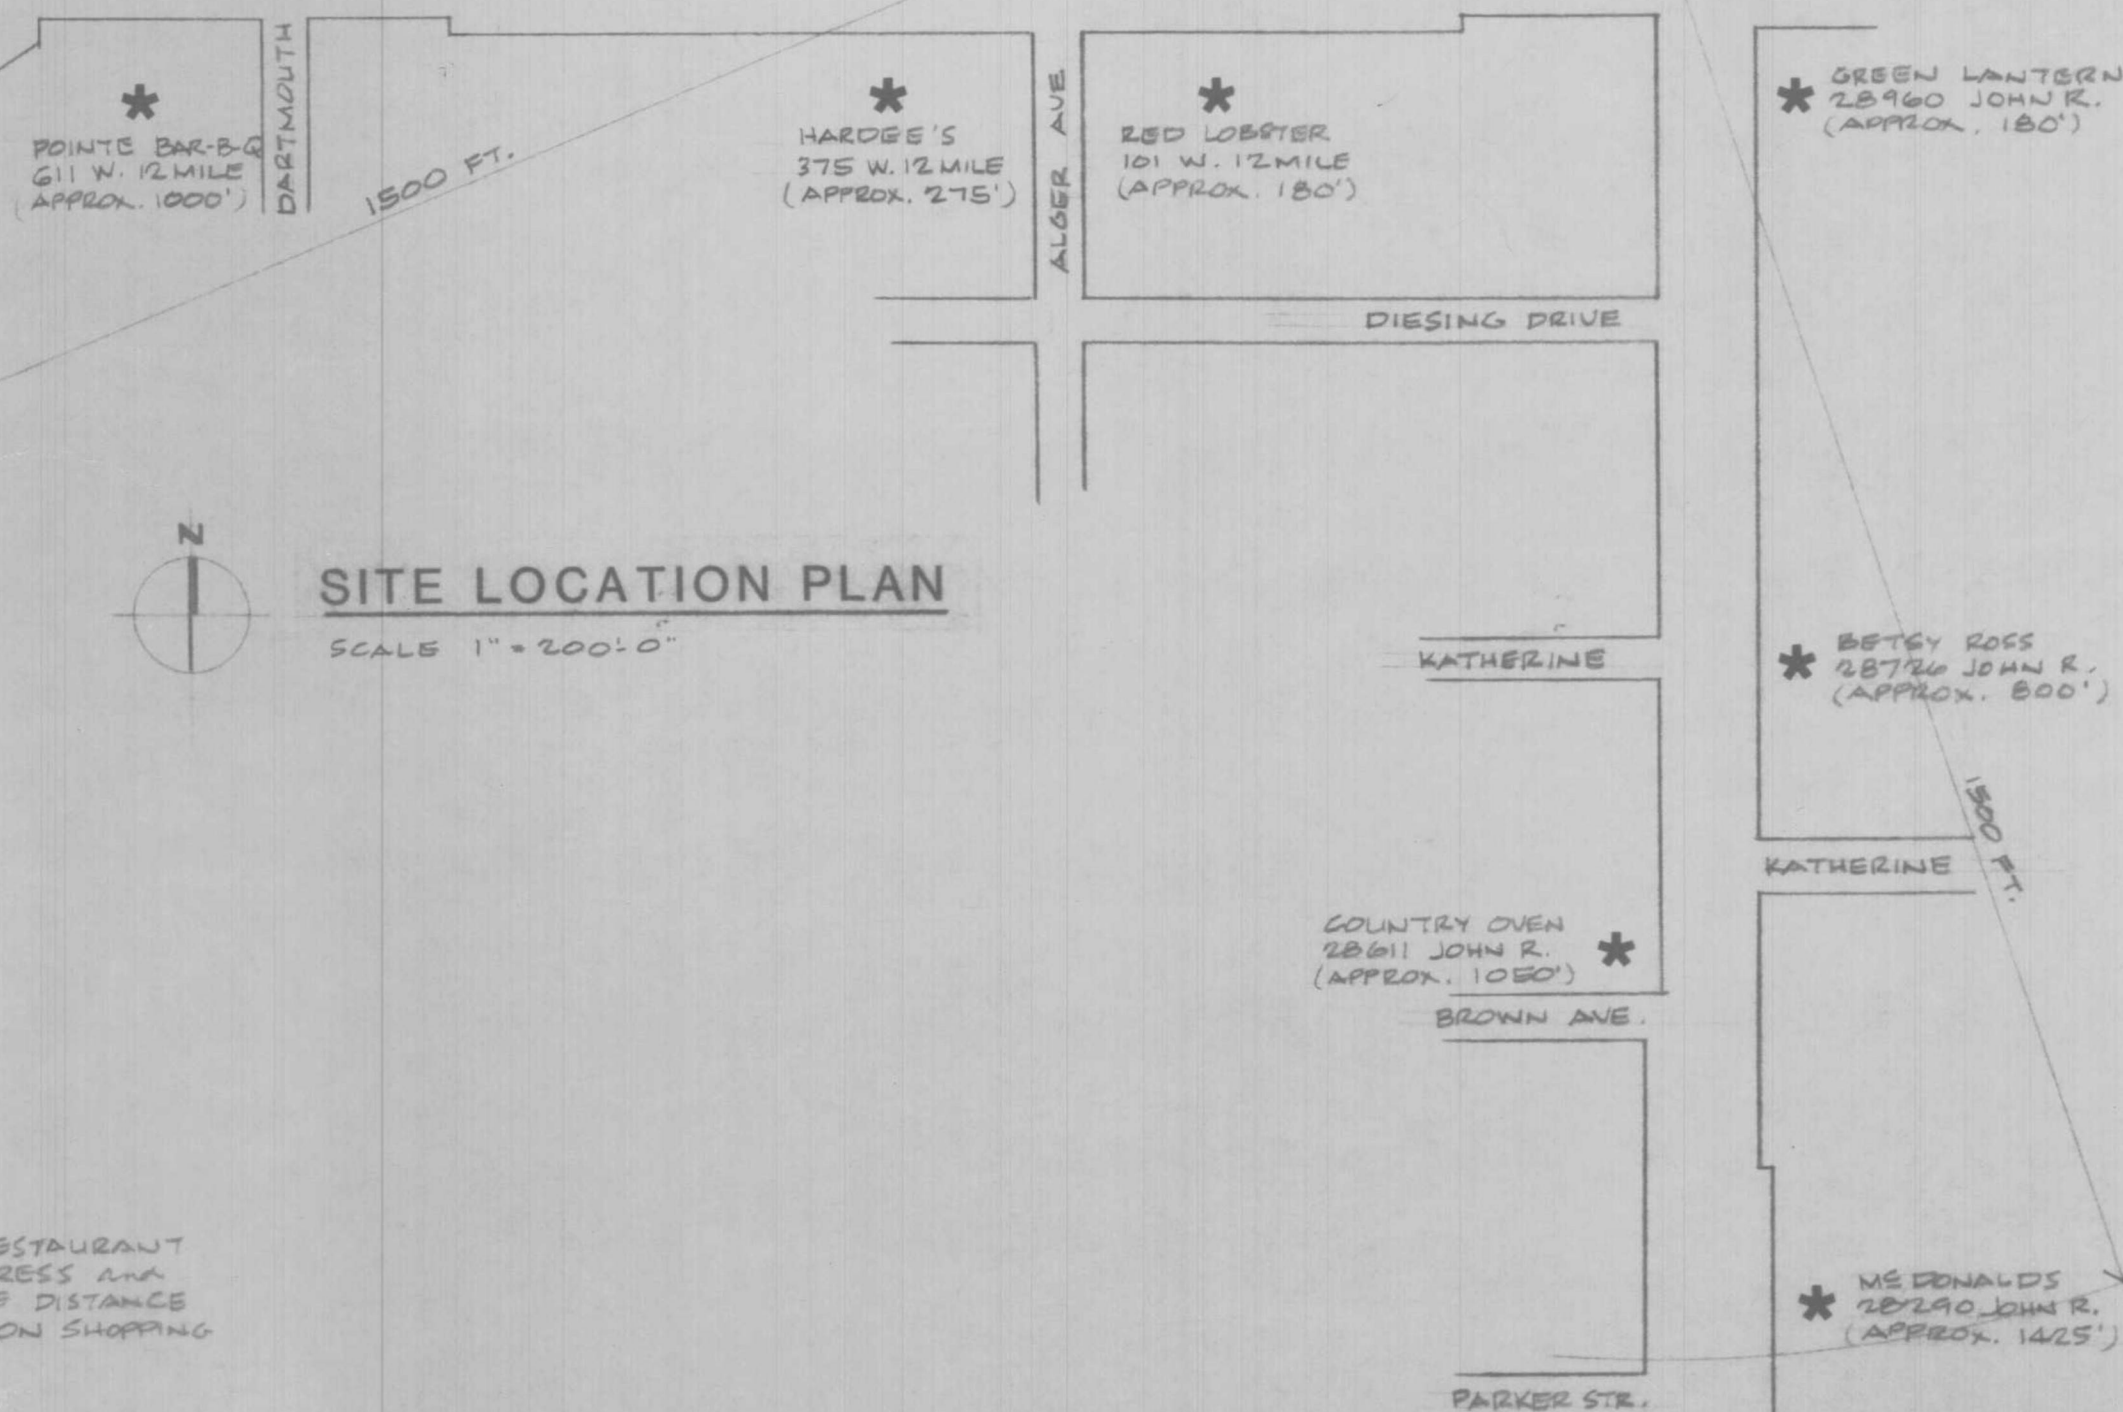 DARTMOUTH
POINTE BAR-B-Q
611 W. 12 MILE
(APPROX. 1000')
1500 FT.
HARDEE'S
375 W. 12 MILE
(APPROX. 275')
ALGER AVE
RED LOBSTER
101 W. 12 MILE
(APPROX. 180')
GREEN LANTERN
28960 JOHN R.
(APPROX. 180')
DIESING DRIVE
N
SITE LOCATION PLAN
SCALE 1" = 200'-0"
KATHERINE
BETSY ROSS
28726 JOHN R.
(APPROX. 800')
1500 FT.
KATHERINE
COUNTRY OVEN
28611 JOHN R.
(APPROX. 1050')
BROWN AVE.
ESTAURANT
RESS and
E DISTANCE
ON SHOPPING
McDONALDS
28290 JOHN R.
(APPROX. 1425')
PARKER STR.